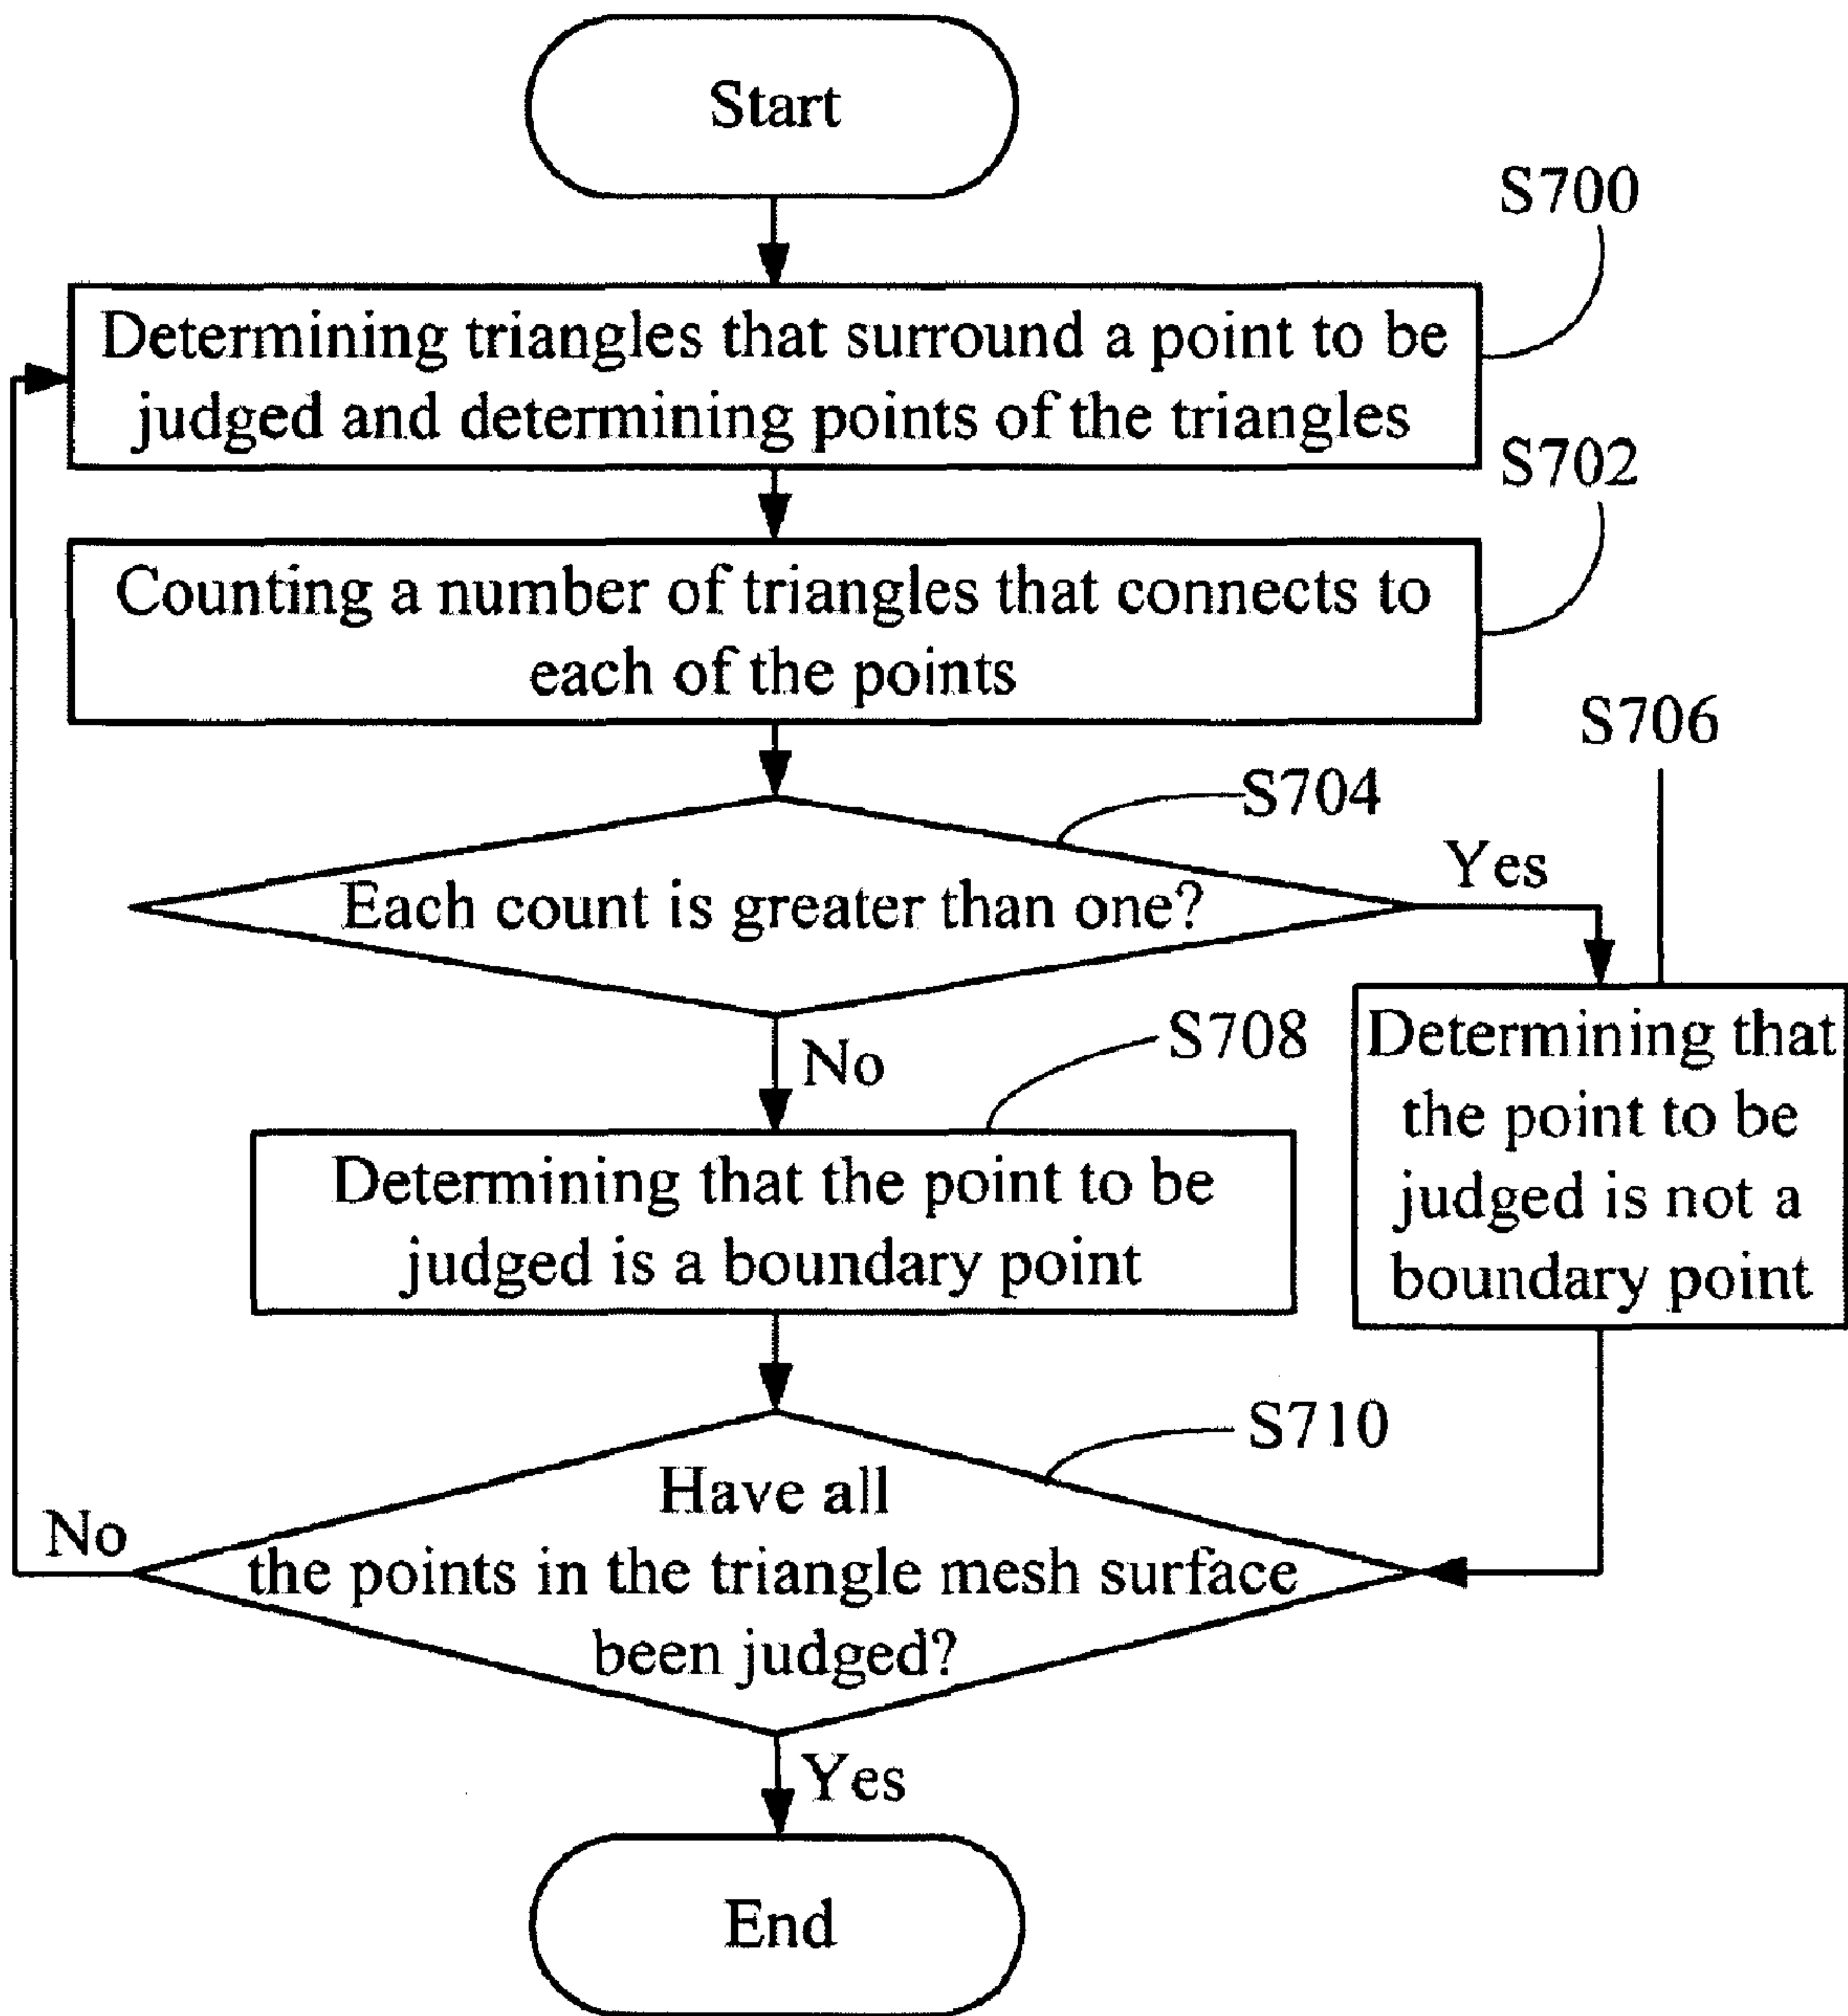 Start
S700
Determining triangles that surround a point to be
judged and determining points of the triangles
S702
Counting a number of triangles that connects to
each of the points
S706
S704
Yes
Each count is greater than one?
No
S708
Determining that
the point to be
judged is not a
boundary point
Determining that the point to be
judged is a boundary point
S710
Have all
the points in the triangle mesh surface
been judged?
No
Yes
End